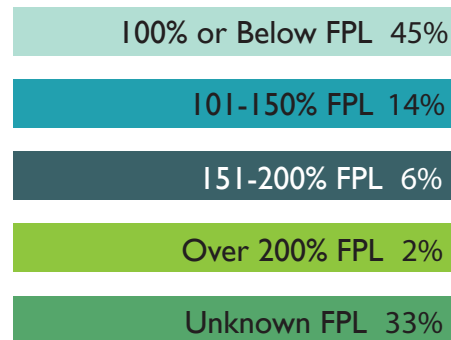 100% or Below FPL 45%
101-150% FPL 14%
151-200% FPL 6%
Over 200% FPL 2%
Unknown FPL 33%